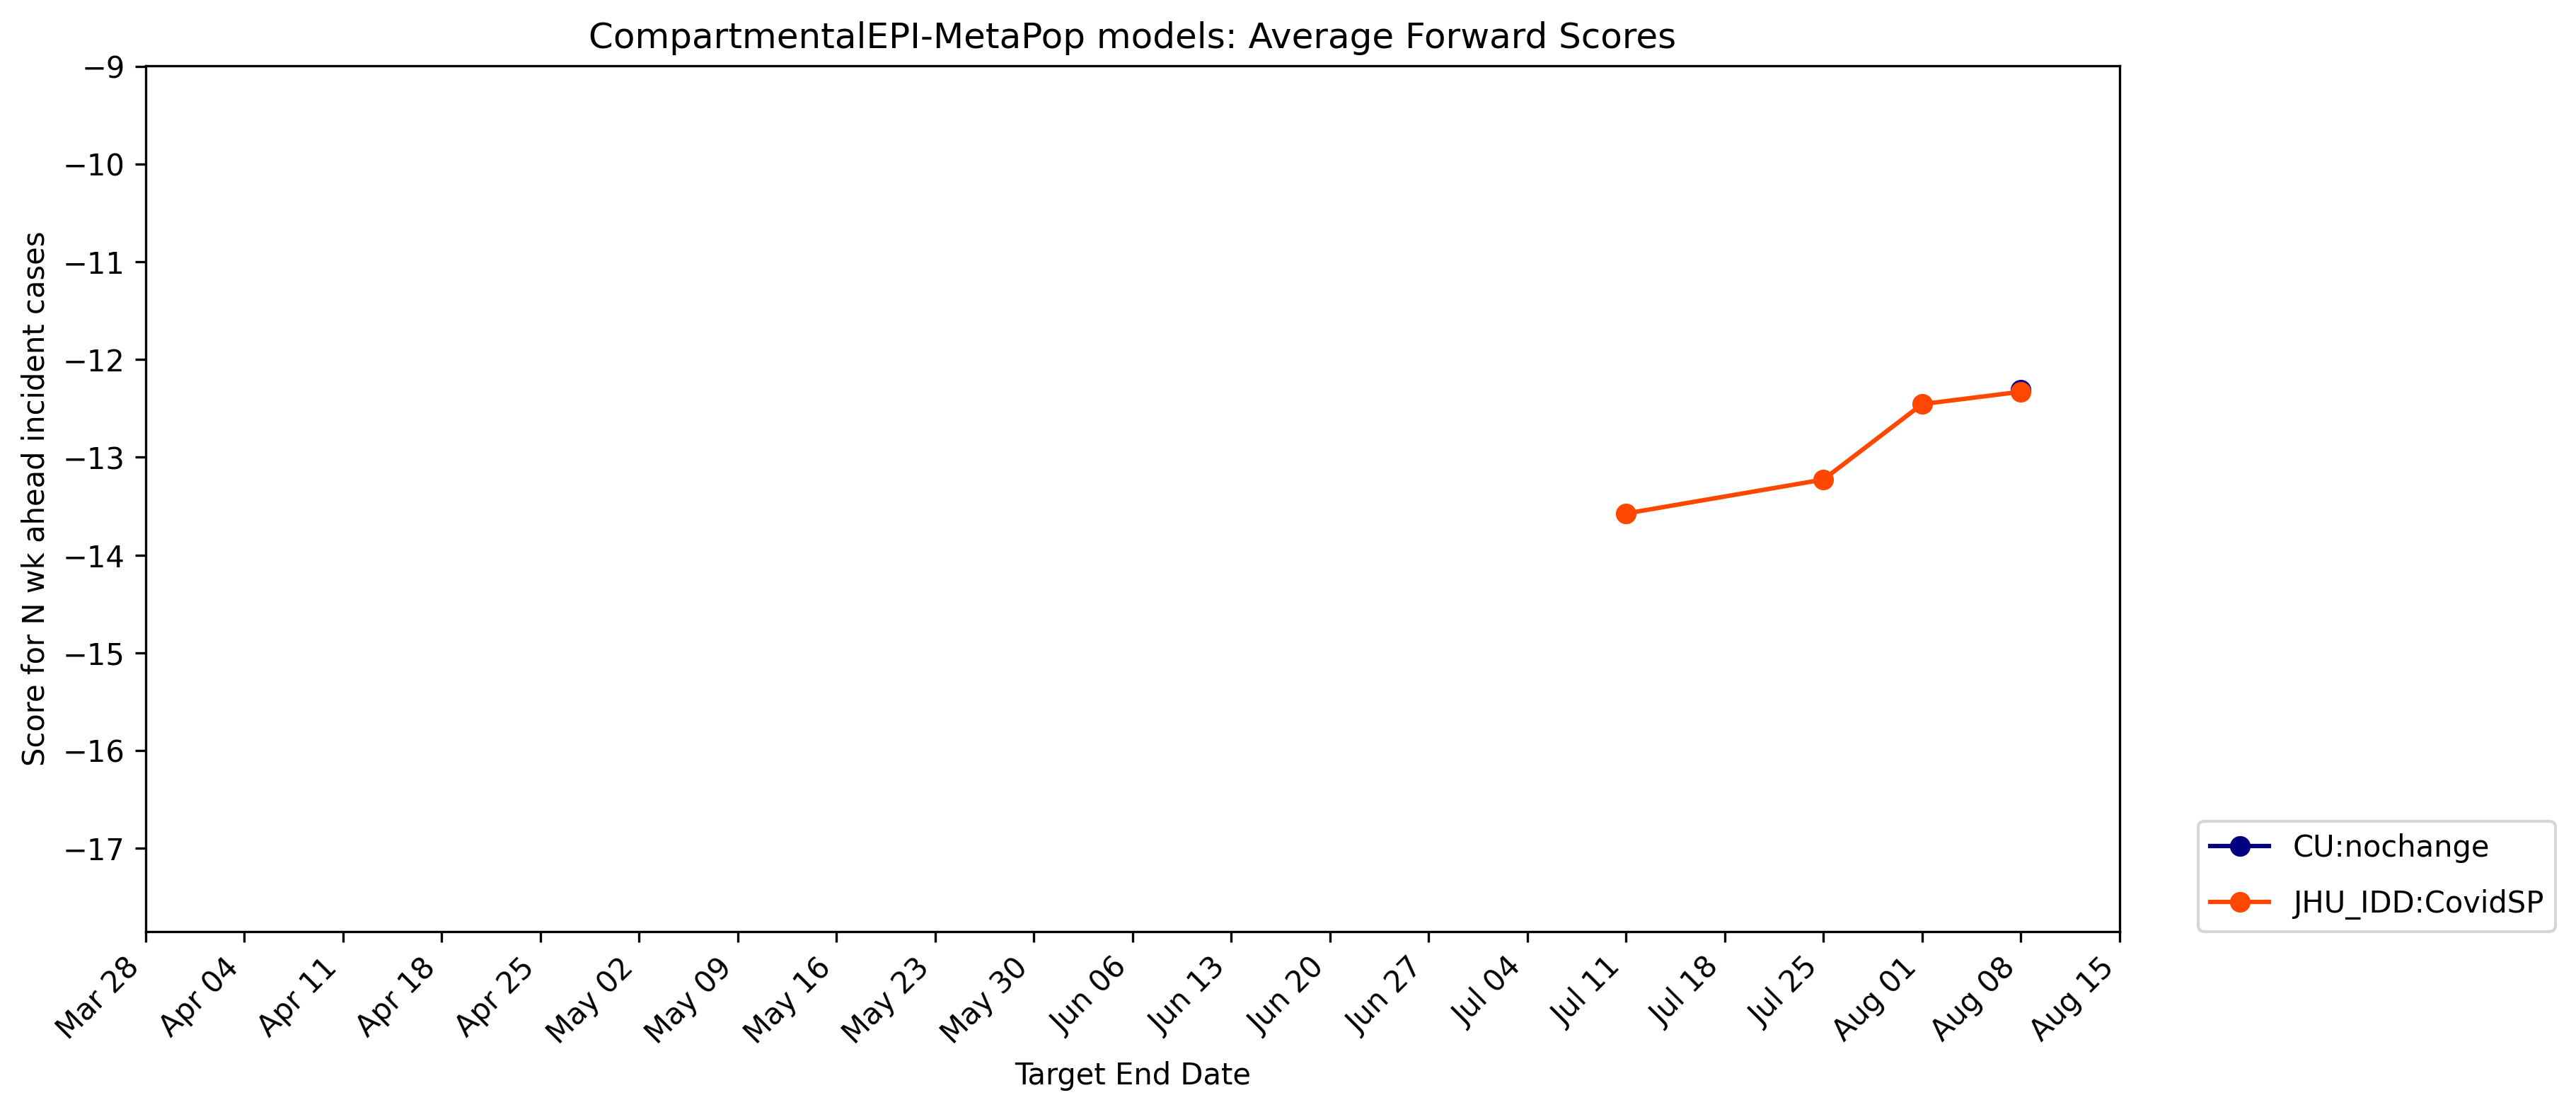 CompartmentalEPI-MetaPop models: Average Forward Scores
Score for N wk ahead incident cases
−9
−10
−11
−12
−13
−14
−15
−16
−17
Mar 28
Apr 04
Apr 11
Apr 18
Apr 25
May 02
May 09
May 16
May 23
May 30
Jun 06
Jun 13
Jun 20
Jun 27
Jul 04
Jul 11
Jul 18
Jul 25
Aug 01
Aug 08
Aug 15
Target End Date
CU:nochange
JHU_IDD:CovidSP